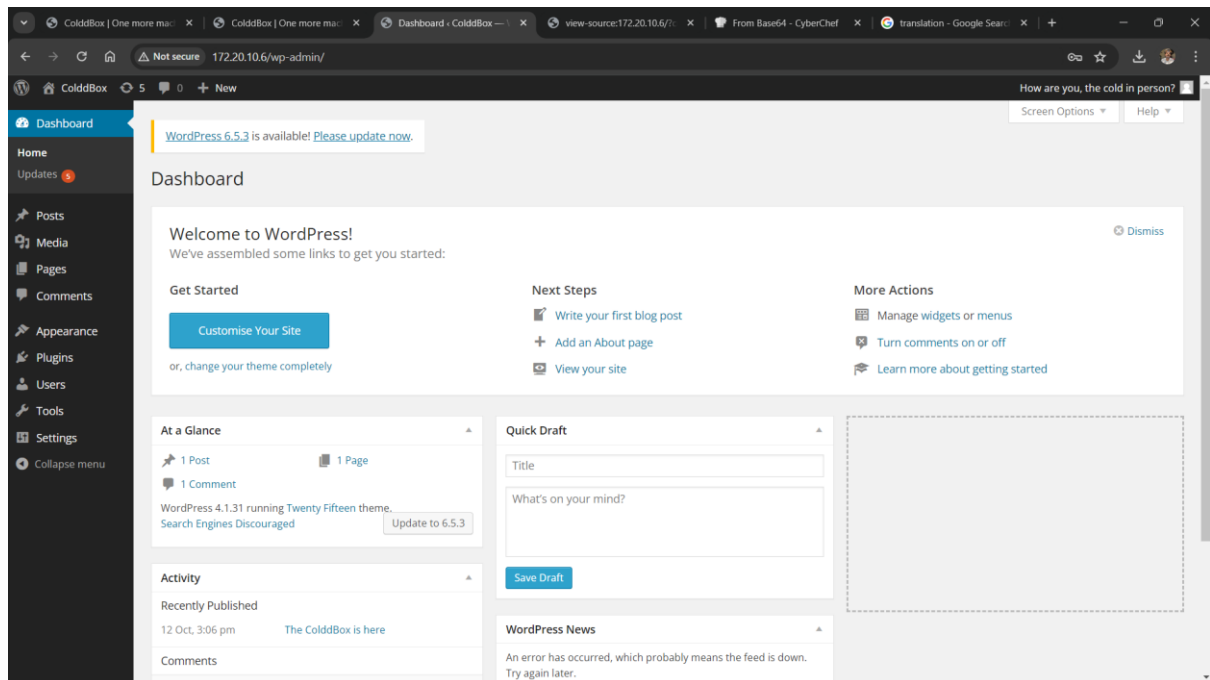 ColddBox | One more mac
ColddBox | One more mac
Dashboard ‹ ColddBox — \
view-source:172.20.10.6/?c
From Base64 - CyberChef
translation - Google Search
Not secure 172.20.10.6/wp-admin/
ColddBox 5 0 + New
How are you, the cold in person?
Screen Options Help
Dashboard
Home
Updates 5
Posts
Media
Pages
Comments
Appearance
Plugins
Users
Tools
Settings
Collapse menu
WordPress 6.5.3 is available! Please update now.
Dashboard
Welcome to WordPress!
Dismiss
We've assembled some links to get you started:
Get Started
Customise Your Site
or, change your theme completely
Next Steps
Write your first blog post
Add an About page
View your site
More Actions
Manage widgets or menus
Turn comments on or off
Learn more about getting started
At a Glance
1 Post 1 Page
1 Comment
WordPress 4.1.31 running Twenty Fifteen theme.
Search Engines Discouraged
Update to 6.5.3
Activity
Recently Published
12 Oct, 3:06 pm The ColddBox is here
Comments
Quick Draft
Title
What's on your mind?
Save Draft
WordPress News
An error has occurred, which probably means the feed is down.
Try again later.